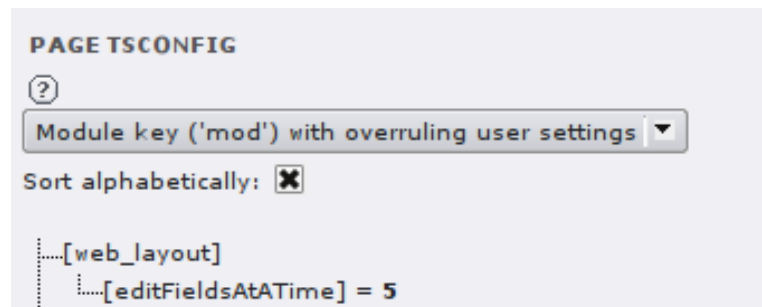 PAGE TSCONFIG
?
Module key ('mod') with overruling user settings
Sort alphabetically:
[web_layout]
[editFieldsAtATime] = 5